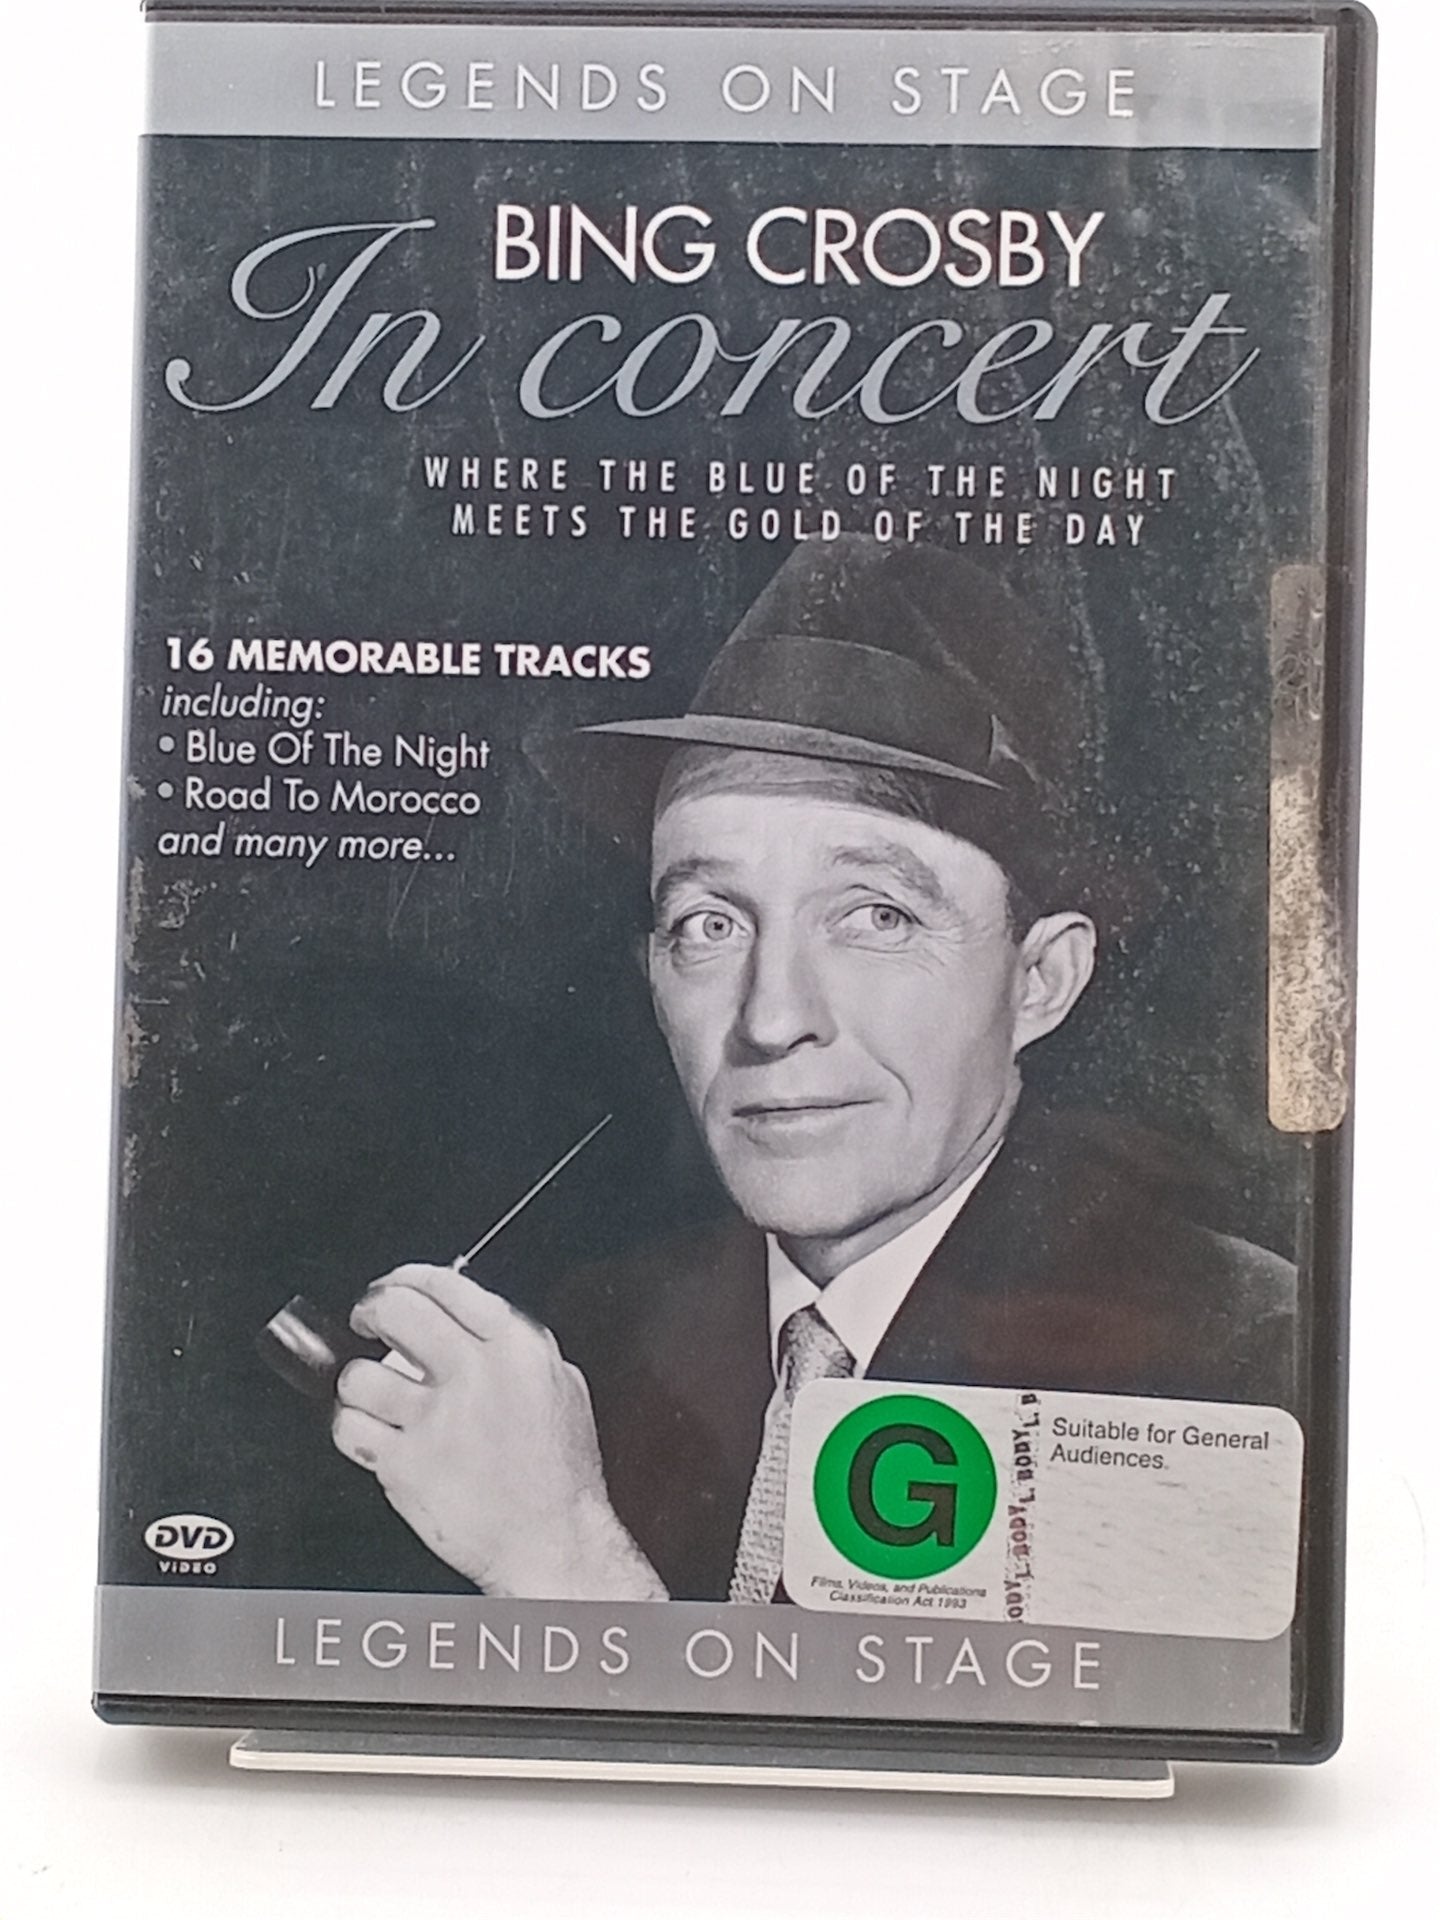 LEGENDS ON STAGE
BING CROSBY
In concert
WHERE THE BLUE OF THE NIGHT
MEETS THE GOLD OF THE DAY
16 MEMORABLE TRACKS
including:
• Blue Of The Night
• Road To Morocco
and many more...
DVD
VIDEO
G
Films, Videos, and Publications
Classification Act 1993
Suitable for General
Audiences.
LEGENDS ON STAGE